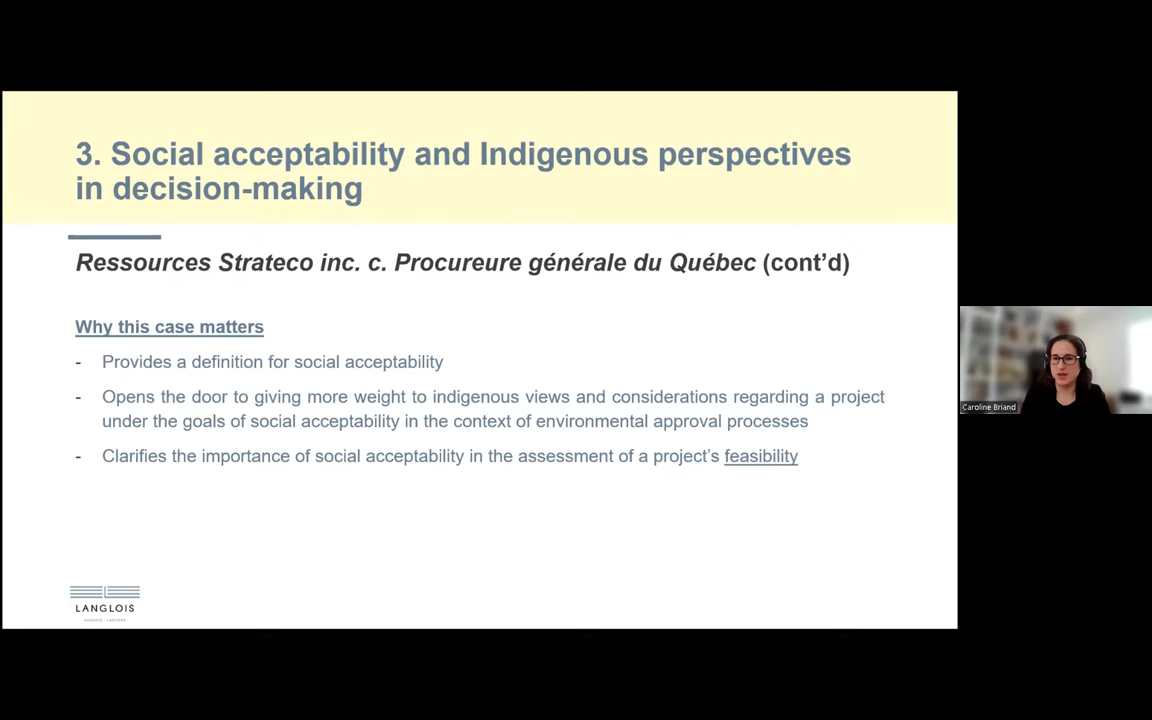 3. Social acceptability and Indigenous perspectives
in decision-making
Ressources Strateco inc. c. Procureure générale du Québec (cont’d)
Why this case matters
- Provides a definition for social acceptability
- Opens the door to giving more weight to indigenous views and considerations regarding a project
under the goals of social acceptability in the context of environmental approval processes
- Clarifies the importance of social acceptability in the assessment of a project’s feasibility
Caroline Briand
LANGLOIS